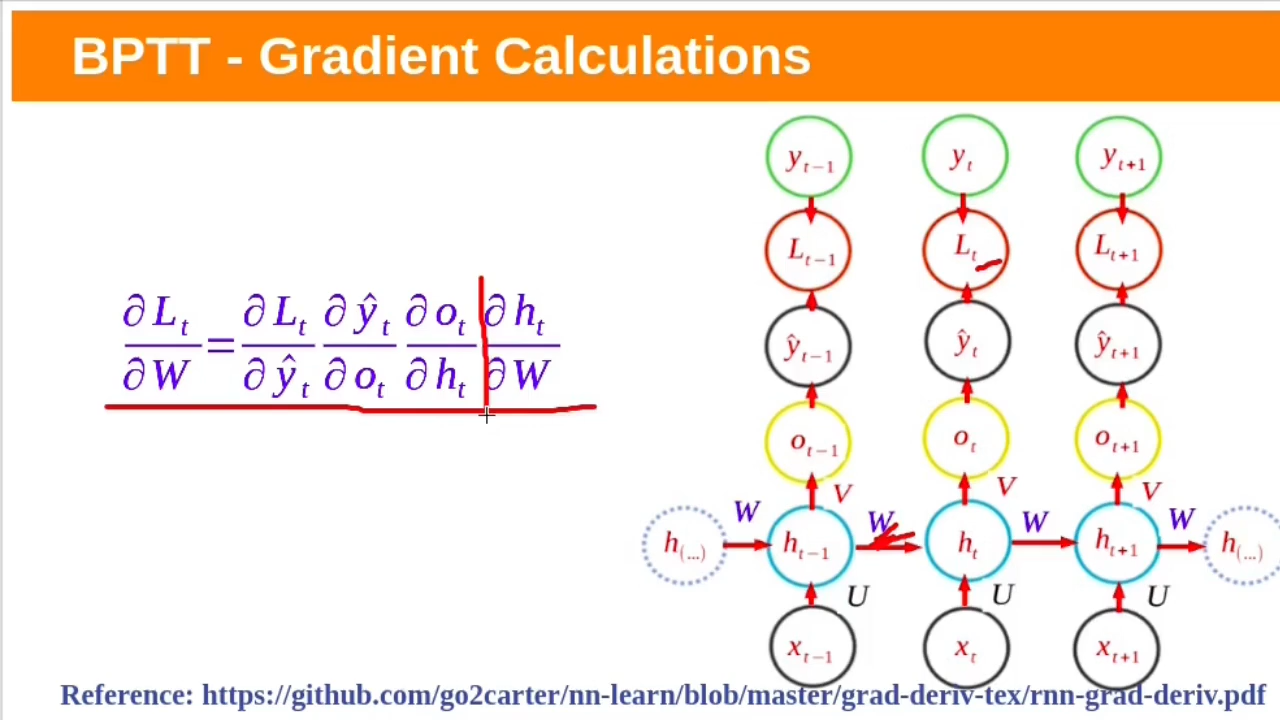 BPTT - Gradient Calculations
y_{t-1} y_t y_{t+1}
L_{t-1} L_t L_{t+1}
∂L_t/∂W = ∂L_t/∂ŷ_t ∂ŷ_t/∂o_t ∂o_t/∂h_t ∂h_t/∂W
ŷ_{t-1} ŷ_t ŷ_{t+1}
o_{t-1} o_t o_{t+1}
V V V
W W W W
h_{(...)} h_{t-1} h_t h_{t+1} h_{(...)}
U U U
x_{t-1} x_t x_{t+1}
Reference: https://github.com/go2carter/nn-learn/blob/master/grad-deriv-tex/rnn-grad-deriv.pdf